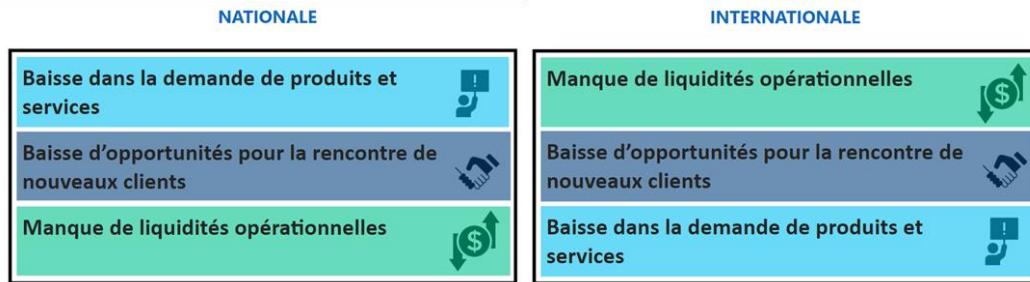 NATIONALE
Baisse dans la demande de produits et
services
Baisse d'opportunités pour la rencontre de
nouveaux clients
Manque de liquidités opérationnelles
INTERNATIONALE
Manque de liquidités opérationnelles
Baisse d'opportunités pour la rencontre de
nouveaux clients
Baisse dans la demande de produits et
services